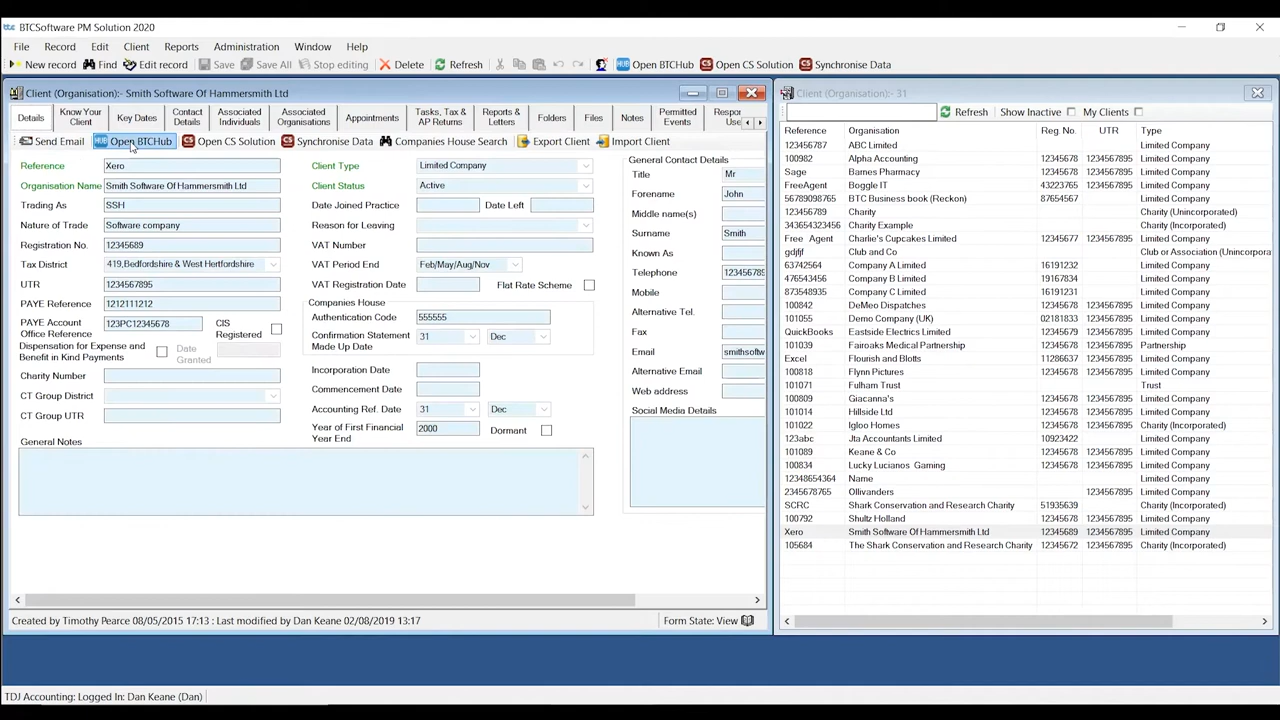 BTCSoftware PM Solution 2020
File Record Edit Client Reports Administration Window Help
New record Find Edit record Save Save All Stop editing Delete Refresh HUB Open BTCHub CS Open CS Solution CS Synchronise Data
Client (Organisation):- Smith Software Of Hammersmith Ltd
Details Know Your Client Key Dates Contact Details Associated Individuals Associated Organisations Appointments Tasks, Tax & AP Returns Reports & Letters Folders Files Notes Permitted Events Respor Use
Send Email HUB Open BTCHub CS Open CS Solution CS Synchronise Data Companies House Search Export Client Import Client
Reference Xero
Organisation Name Smith Software Of Hammersmith Ltd
Trading As SSH
Nature of Trade Software company
Registration No. 12345689
Tax District 419,Bedfordshire & West Hertfordshire
UTR 1234567895
PAYE Reference 1212111212
PAYE Account Office Reference 123PC12345678 CIS Registered
Dispensation for Expense and Benefit in Kind Payments Date Granted
Charity Number
CT Group District
CT Group UTR
General Notes
Client Type Limited Company
Client Status Active
Date Joined Practice Date Left
Reason for Leaving
VAT Number
VAT Period End Feb/May/Aug/Nov
VAT Registration Date Flat Rate Scheme
Companies House
Authentication Code 555555
Confirmation Statement Made Up Date 31 Dec
Incorporation Date
Commencement Date
Accounting Ref. Date 31 Dec
Year of First Financial Year End 2000 Dormant
General Contact Details
Title Mr
Forename John
Middle name(s)
Surname Smith
Known As
Telephone 123456789
Mobile
Alternative Tel.
Fax
Email smithsoftw
Alternative Email
Web address
Social Media Details
Created by Timothy Pearce 08/05/2015 17:13 : Last modified by Dan Keane 02/08/2019 13:17 Form State: View
Client (Organisation):- 31
Refresh Show Inactive My Clients
Reference Organisation Reg. No. UTR Type
123456787 ABC Limited Limited Company
100982 Alpha Accounting 12345678 1234567895 Limited Company
Sage Barnes Pharmacy 12345678 1234567895 Limited Company
FreeAgent Boggle IT 43223765 1234567895 Limited Company
56789098765 BTC Business book (Reckon) 87654567 Limited Company
123456789 Charity Charity (Unincorporated)
343654323456 Charity Example Charity (Incorporated)
Free Agent Charlie's Cupcakes Limited 12345677 1234567895 Limited Company
gdjfjf Club and Co Club or Association (Unincorpora
63742564 Company A Limited 16191232 Limited Company
476543456 Company B Limited 19167834 Limited Company
873548935 Company C Limited 16191231 Limited Company
100842 DeMeo Dispatches 12345678 1234567895 Limited Company
101055 Demo Company (UK) 02181833 1234567895 Limited Company
QuickBooks Eastside Electrics Limited 12345679 1234567895 Limited Company
101039 Fairoaks Medical Partnership 1234567895 Partnership
Excel Flourish and Blotts 11286637 1234567895 Limited Company
100818 Flynn Pictures 12345678 1234567895 Limited Company
101071 Fulham Trust 1234567895 Trust
100809 Giacanna's 12345678 1234567895 Limited Company
101014 Hillside Ltd 12345678 1234567895 Limited Company
101022 Igloo Homes 12345678 1234567895 Charity (Incorporated)
123abc Jta Accountants Limited 10923422 Limited Company
101089 Keane & Co 12345678 1234567895 Limited Company
100834 Lucky Lucianos Gaming 12345678 1234567895 Limited Company
12348654364 Name Limited Company
2345678765 Ollivanders 1234567895 Limited Company
SCRC Shark Conservation and Research Charity 51935639 Charity (Incorporated)
100792 Shultz Holland 12345678 1234567895 Limited Company
Xero Smith Software Of Hammersmith Ltd 12345689 1234567895 Limited Company
105684 The Shark Conservation and Research Charity 12345672 1234567895 Charity (Incorporated)
TDJ Accounting: Logged In: Dan Keane (Dan)